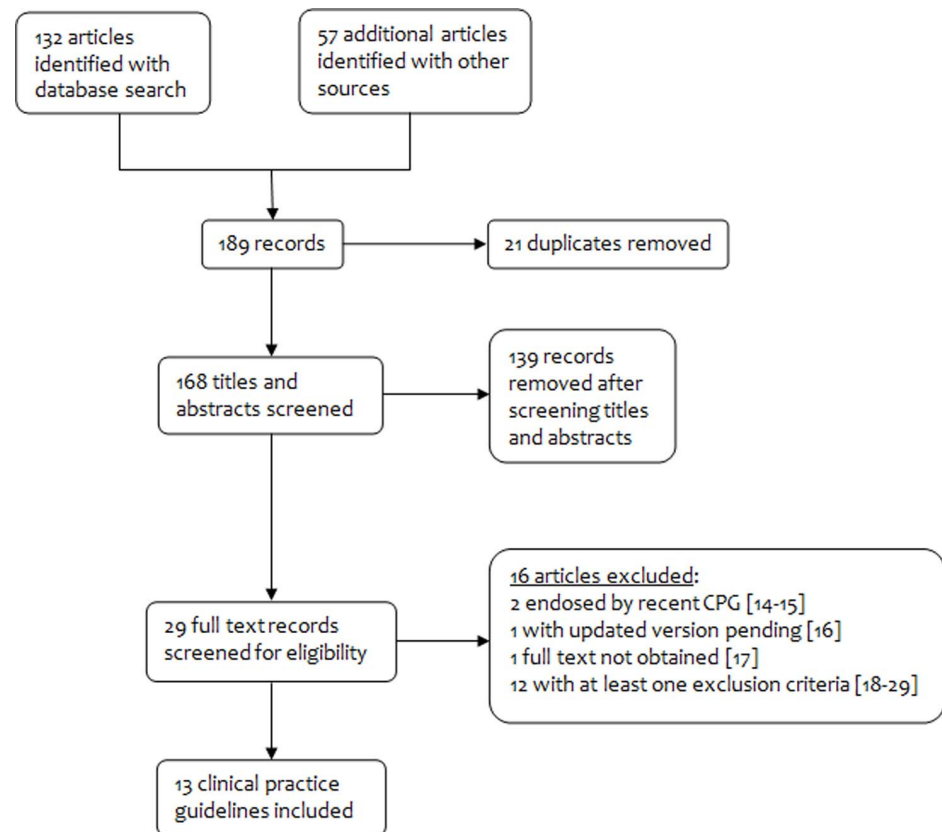 132 articles
identified with
database search
57 additional articles
identified with other
sources
189 records
21 duplicates removed
168 titles and
abstracts screened
139 records
removed after
screening titles
and abstracts
29 full text records
screened for eligibility
16 articles excluded:
2 endosed by recent CPG [14-15]
1 with updated version pending [16]
1 full text not obtained [17]
12 with at least one exclusion criteria [18-29]
13 clinical practice
guidelines included